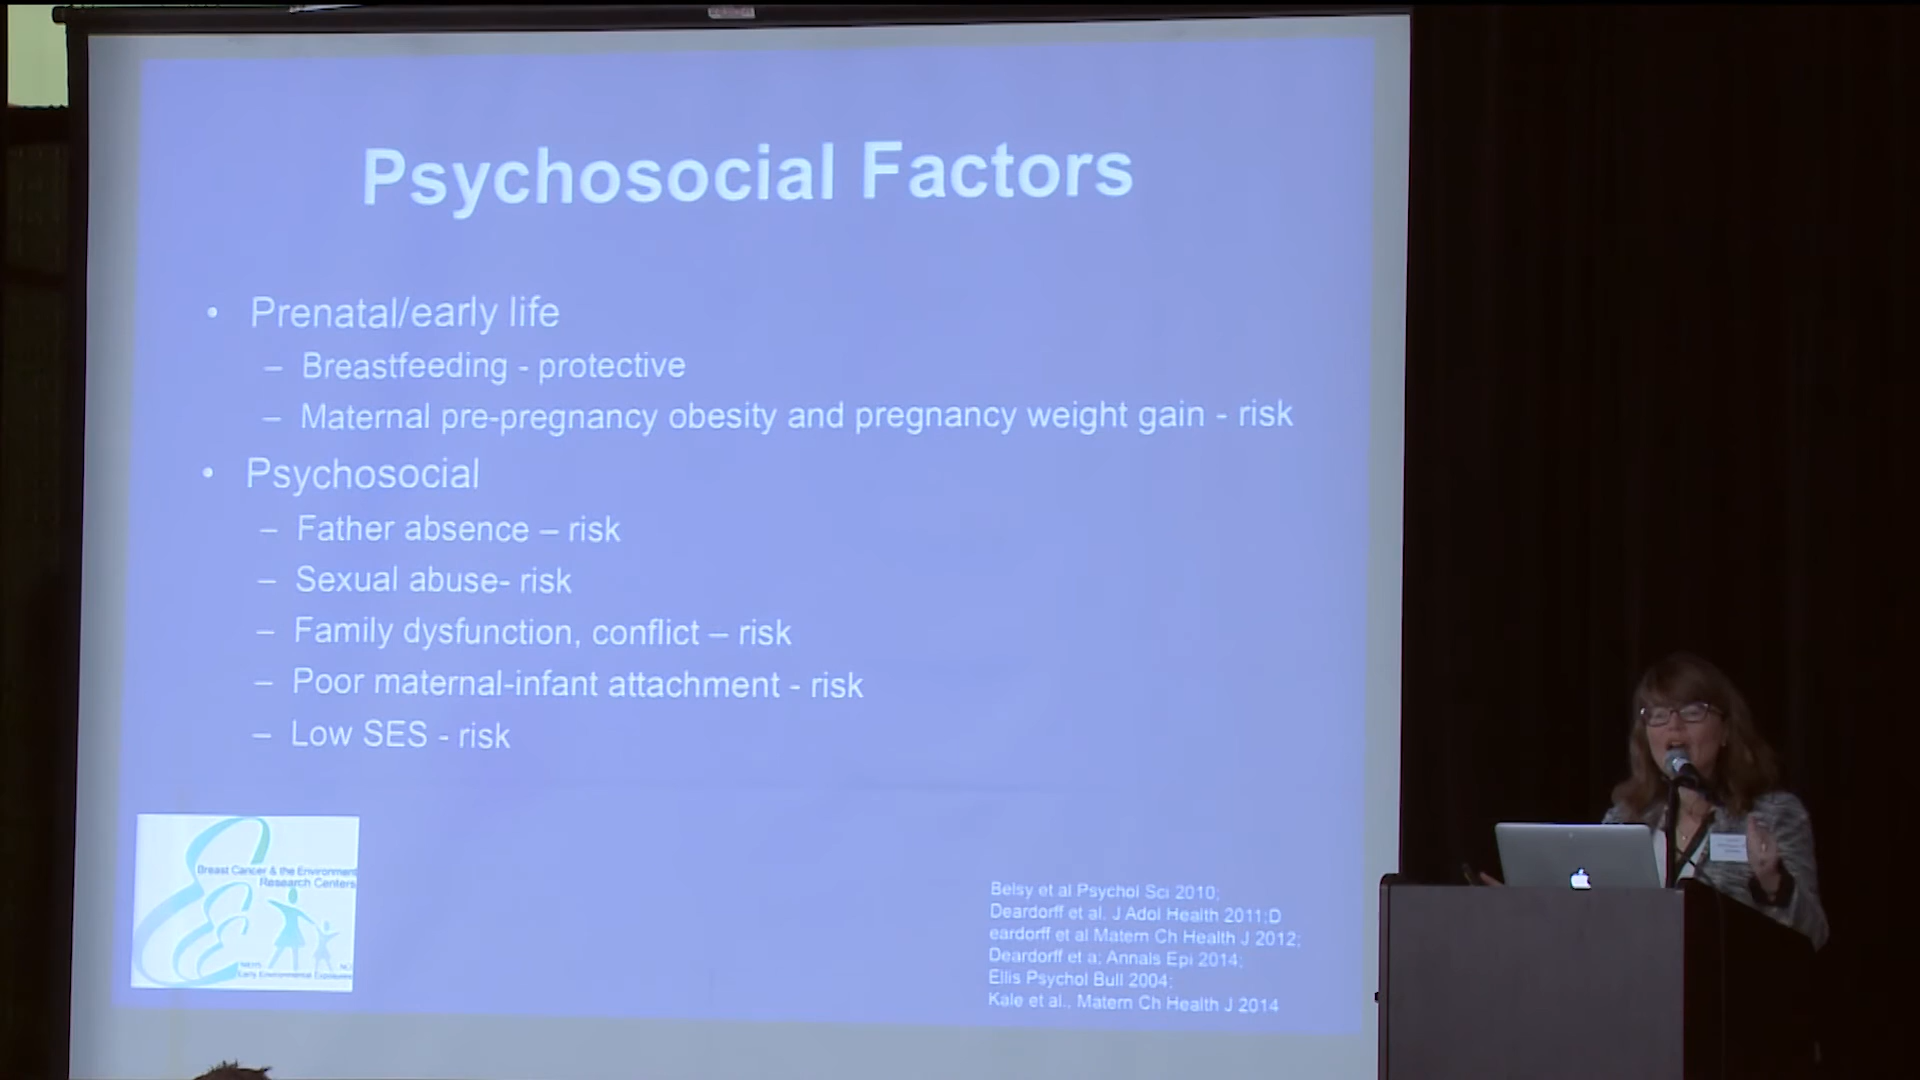 Psychosocial Factors
• Prenatal/early life
– Breastfeeding - protective
– Maternal pre-pregnancy obesity and pregnancy weight gain - risk
• Psychosocial
– Father absence – risk
– Sexual abuse- risk
– Family dysfunction, conflict – risk
– Poor maternal-infant attachment - risk
– Low SES - risk
Breast Cancer & the Environment
Research Centers
Early Environmental Exposures
Belsy et al Psychol Sci 2010;
Deardorff et al. J Adol Health 2011;D
eardorff et al Matern Ch Health J 2012;
Deardorff et a; Annals Epi 2014;
Ellis Psychol Bull 2004;
Kale et al., Matern Ch Health J 2014